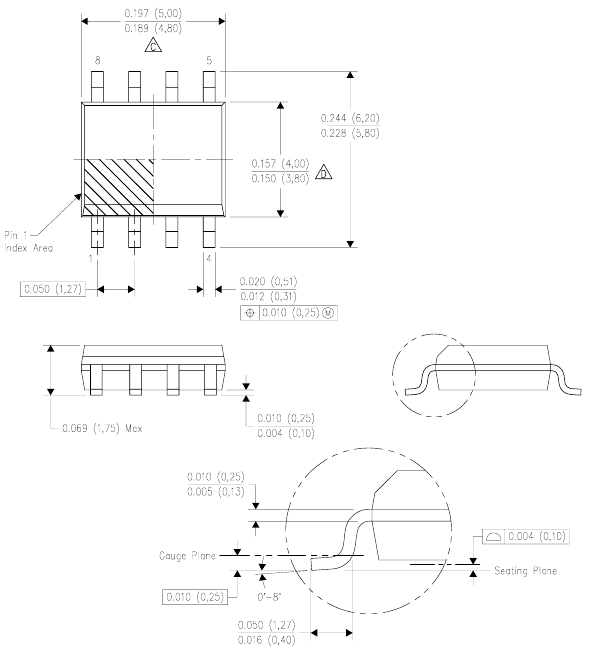 0.197 (5,00)
0.189 (4,80)
C
8
5
0.244 (6,20)
0.228 (5,80)
0.157 (4,00)
0.150 (3,80)
D
Pin 1
Index Area
1
4
0.050 (1,27)
0.020 (0,51)
0.012 (0,31)
0.010 (0,25) M
0.069 (1,75) Max
0.010 (0,25)
0.004 (0,10)
0.010 (0,25)
0.005 (0,13)
0.004 (0,10)
Gauge Plane
Seating Plane
0.010 (0,25)
0°-8°
0.050 (1,27)
0.016 (0,40)